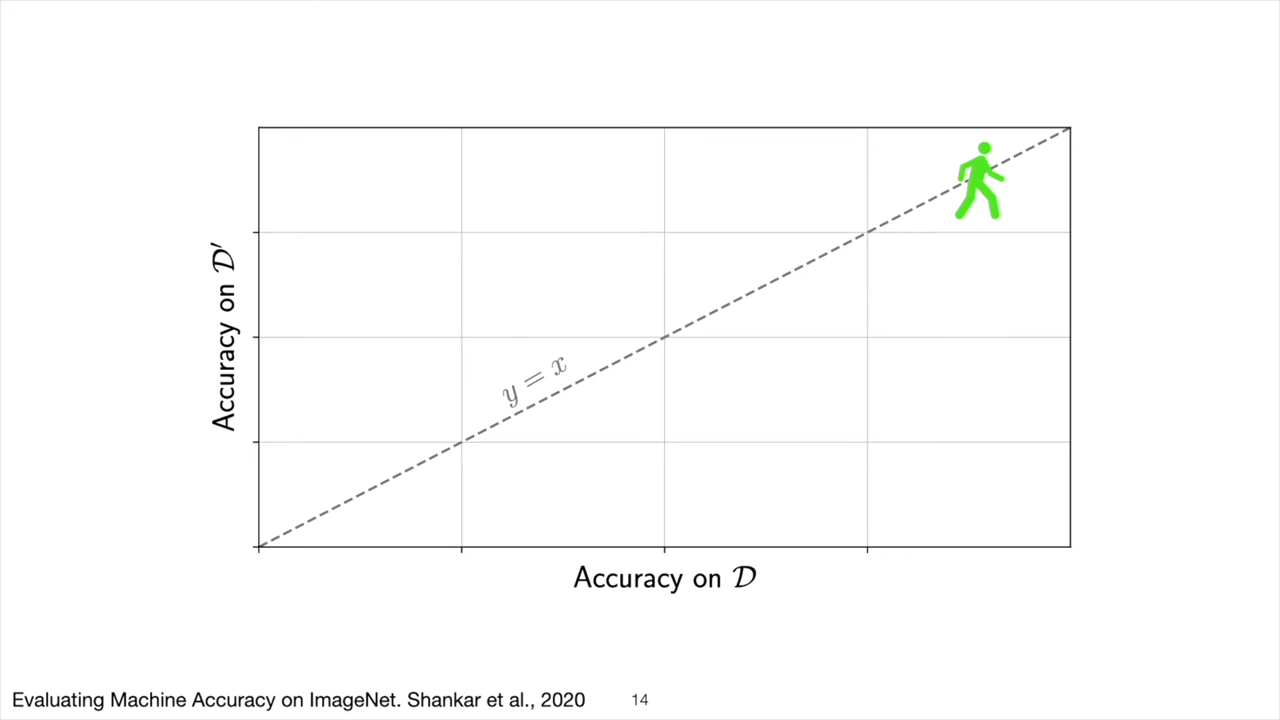 Accuracy on 𝒟′
y = x
Accuracy on 𝒟
Evaluating Machine Accuracy on ImageNet. Shankar et al., 2020
14